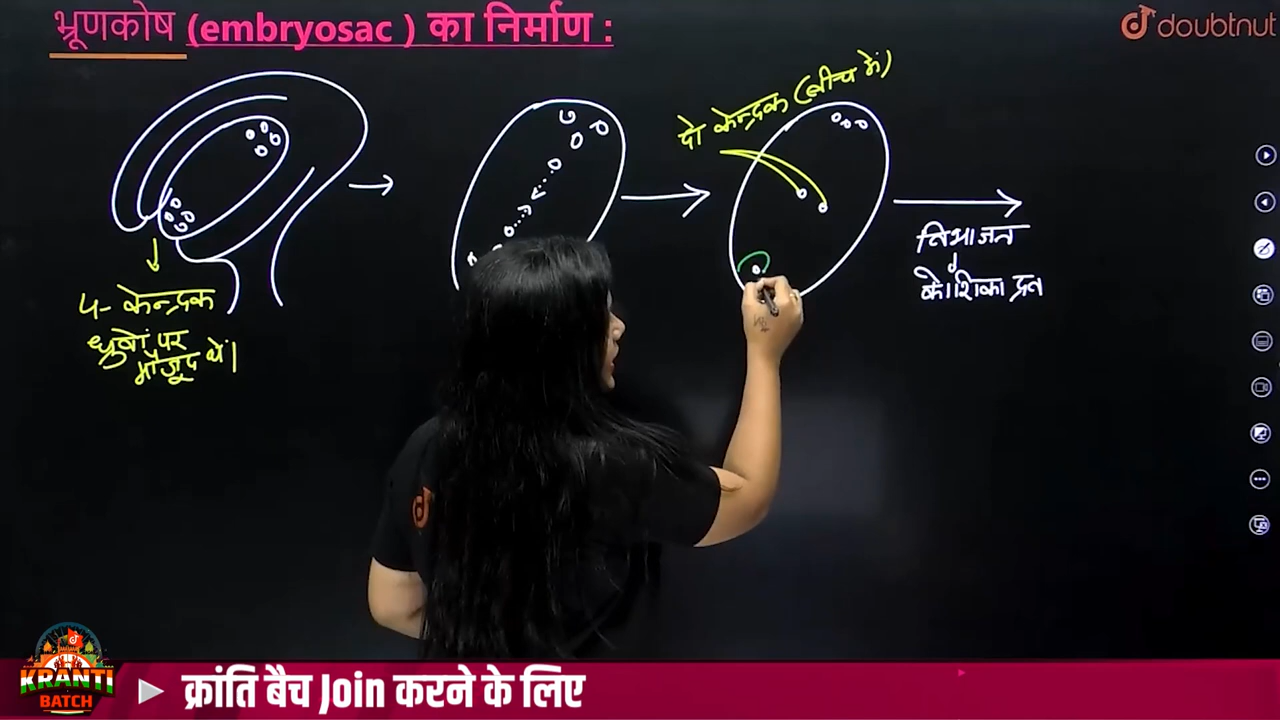 भ्रूणकोष (embryosac ) का निर्माण :
doubtnut
दो केन्द्रक (बीच में)
विभाजन
कोशिका द्रव
4- केन्द्रक
ध्रुवों पर
मौजूद थे।
KRANTI
BATCH
क्रांति बैच Join करने के लिए